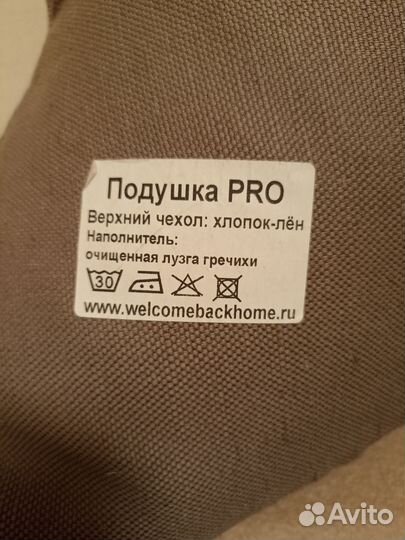 Подушка PRO
Верхний чехол: хлопок-лён
Наполнитель:
очищенная лузга гречихи
30
www.welcomebackhome.ru
Avito